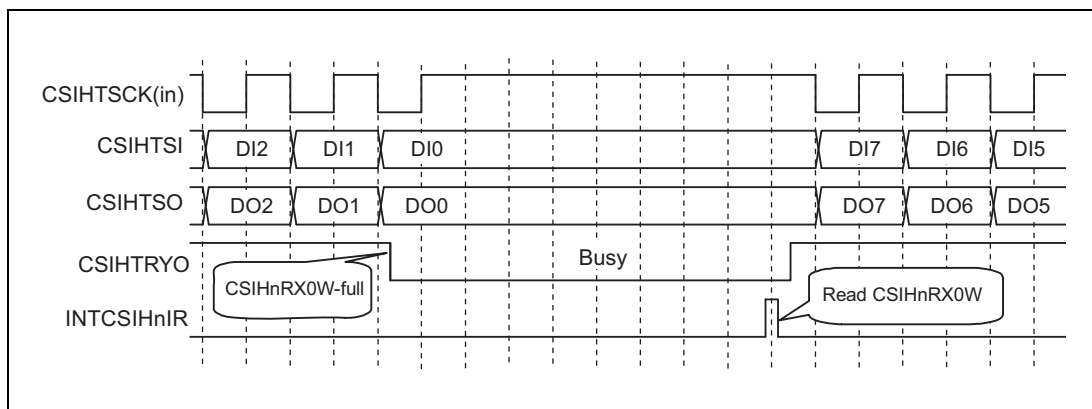 CSIHTSCK(in)
CSIHTSI DI2 DI1 DI0 DI7 DI6 DI5
CSIHTSO DO2 DO1 DO0 DO7 DO6 DO5
CSIHTRYO Busy
CSIHnRX0W-full Read CSIHnRX0W
INTCSIHnIR